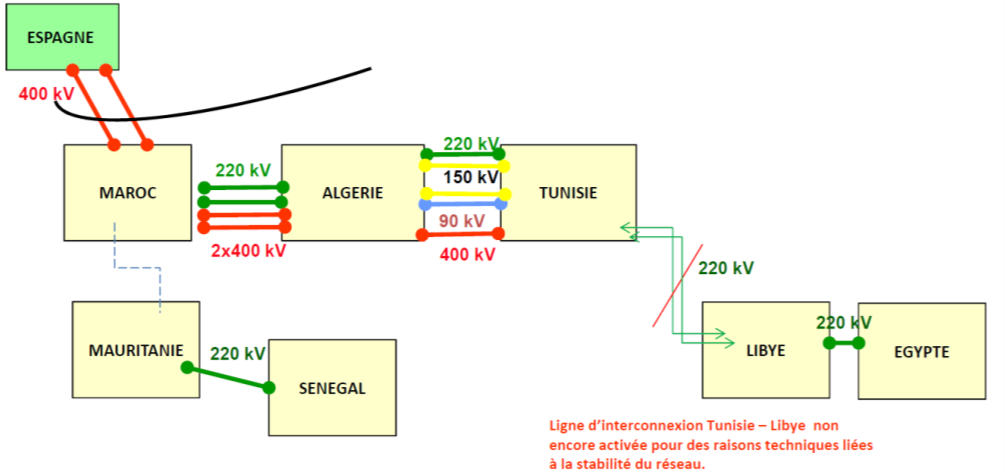 ESPAGNE
400 kV
MAROC
220 kV
2x400 kV
ALGERIE
220 kV
150 kV
90 kV
400 kV
TUNISIE
220 kV
MAURITANIE
220 kV
SENEGAL
LIBYE
220 kV
EGYPTE
Ligne d'interconnexion Tunisie – Libye non
encore activée pour des raisons techniques liées
à la stabilité du réseau.